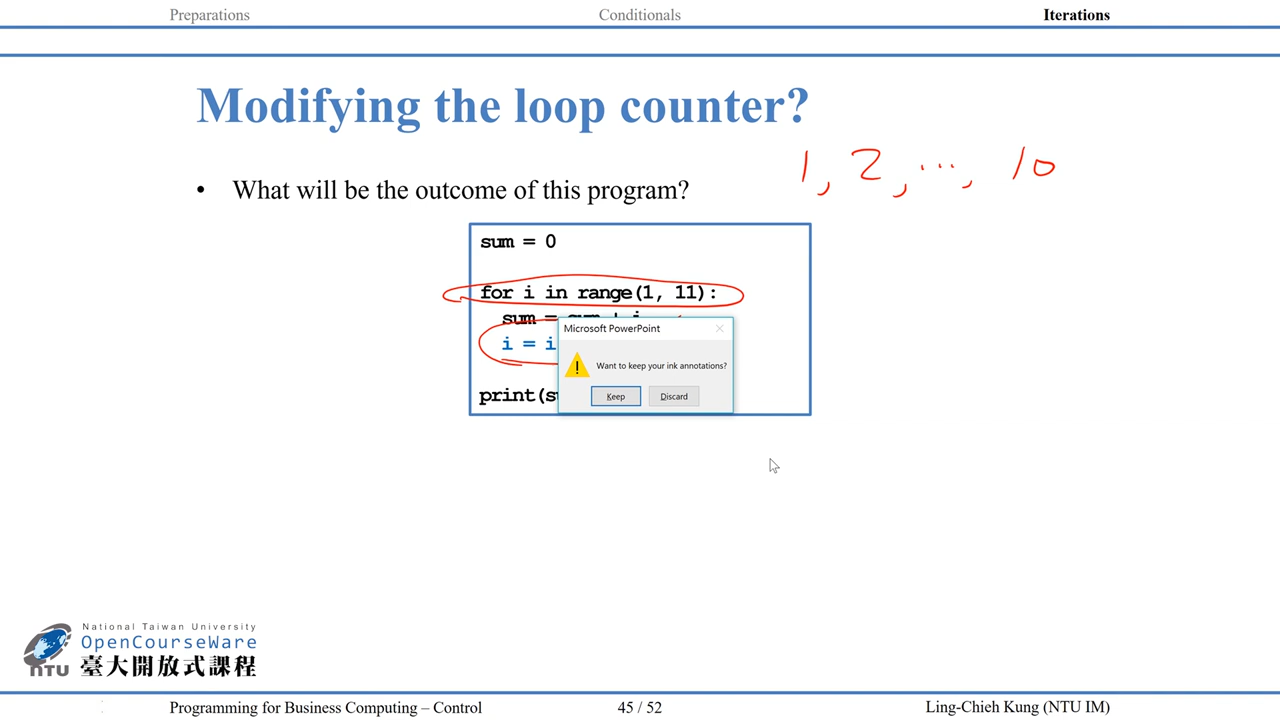 Preparations Conditionals Iterations
Modifying the loop counter?
1, 2, ..., 10
• What will be the outcome of this program?
sum = 0
for i in range(1, 11):
sum = sum + i
i = i
print(s
Microsoft PowerPoint
Want to keep your ink annotations?
Keep Discard
National Taiwan University
OpenCourseWare
NTU 臺大開放式課程
Programming for Business Computing – Control 45 / 52 Ling-Chieh Kung (NTU IM)